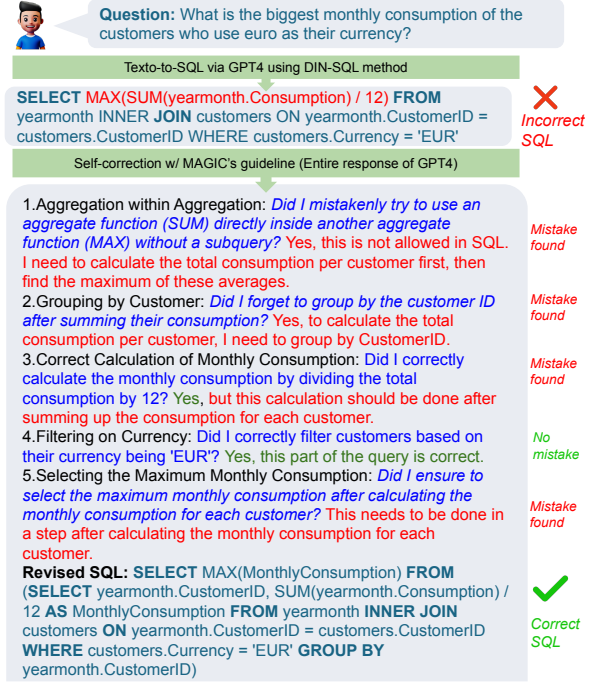 Question: What is the biggest monthly consumption of the
customers who use euro as their currency?
Texto-to-SQL via GPT4 using DIN-SQL method
SELECT MAX(SUM(yearmonth.Consumption) / 12) FROM
yearmonth INNER JOIN customers ON yearmonth.CustomerID =
customers.CustomerID WHERE customers.Currency = 'EUR'
Incorrect
SQL
Self-correction w/ MAGIC's guideline (Entire response of GPT4)
1.Aggregation within Aggregation: Did I mistakenly try to use an
aggregate function (SUM) directly inside another aggregate
function (MAX) without a subquery? Yes, this is not allowed in SQL.
I need to calculate the total consumption per customer first, then
find the maximum of these averages.
Mistake
found
2.Grouping by Customer: Did I forget to group by the customer ID
after summing their consumption? Yes, to calculate the total
consumption per customer, I need to group by CustomerID.
Mistake
found
3.Correct Calculation of Monthly Consumption: Did I correctly
calculate the monthly consumption by dividing the total
consumption by 12? Yes, but this calculation should be done after
summing up the consumption for each customer.
Mistake
found
4.Filtering on Currency: Did I correctly filter customers based on
their currency being 'EUR'? Yes, this part of the query is correct.
No
mistake
5.Selecting the Maximum Monthly Consumption: Did I ensure to
select the maximum monthly consumption after calculating the
monthly consumption for each customer? This needs to be done in
a step after calculating the monthly consumption for each
customer.
Mistake
found
Revised SQL: SELECT MAX(MonthlyConsumption) FROM
(SELECT yearmonth.CustomerID, SUM(yearmonth.Consumption) /
12 AS MonthlyConsumption FROM yearmonth INNER JOIN
customers ON yearmonth.CustomerID = customers.CustomerID
WHERE customers.Currency = 'EUR' GROUP BY
yearmonth.CustomerID)
Correct
SQL